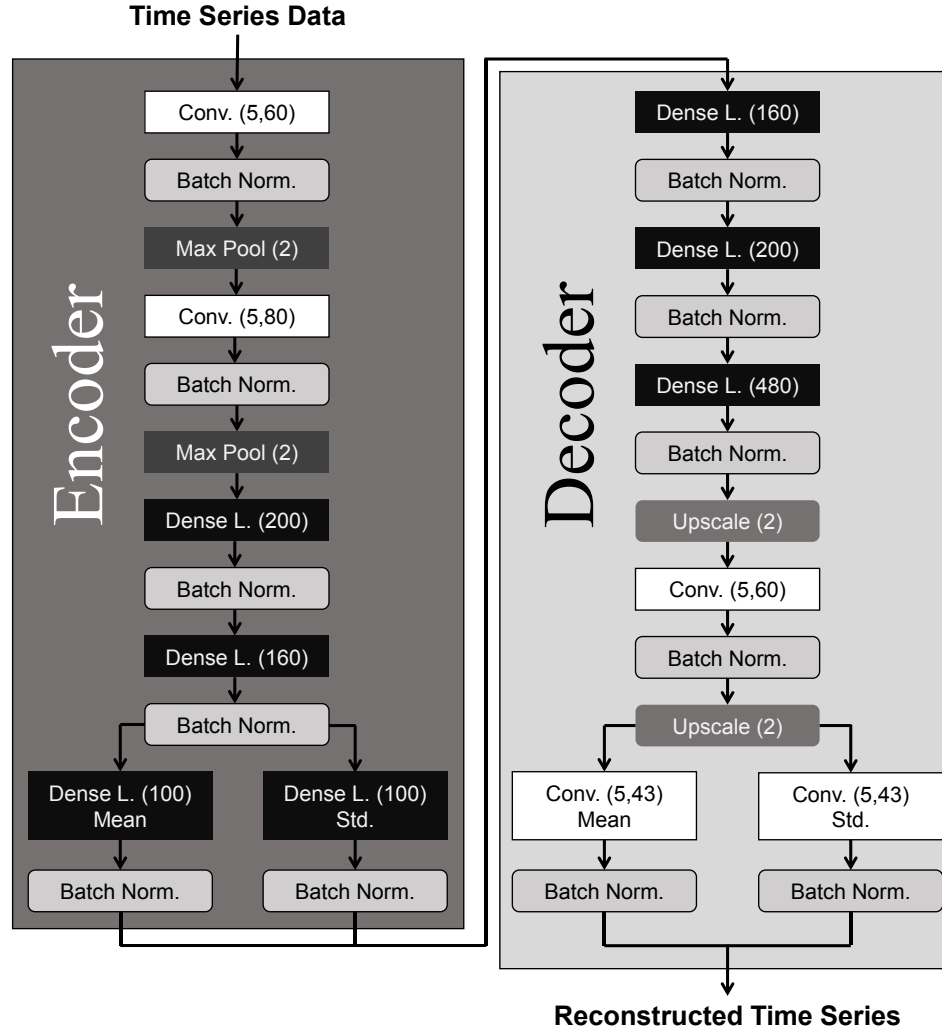 Time Series Data
Encoder
Conv. (5,60)
Batch Norm.
Max Pool (2)
Conv. (5,80)
Batch Norm.
Max Pool (2)
Dense L. (200)
Batch Norm.
Dense L. (160)
Batch Norm.
Dense L. (100)
Mean
Batch Norm.
Dense L. (100)
Std.
Batch Norm.
Decoder
Dense L. (160)
Batch Norm.
Dense L. (200)
Batch Norm.
Dense L. (480)
Batch Norm.
Upscale (2)
Conv. (5,60)
Batch Norm.
Upscale (2)
Conv. (5,43)
Mean
Batch Norm.
Conv. (5,43)
Std.
Batch Norm.
Reconstructed Time Series